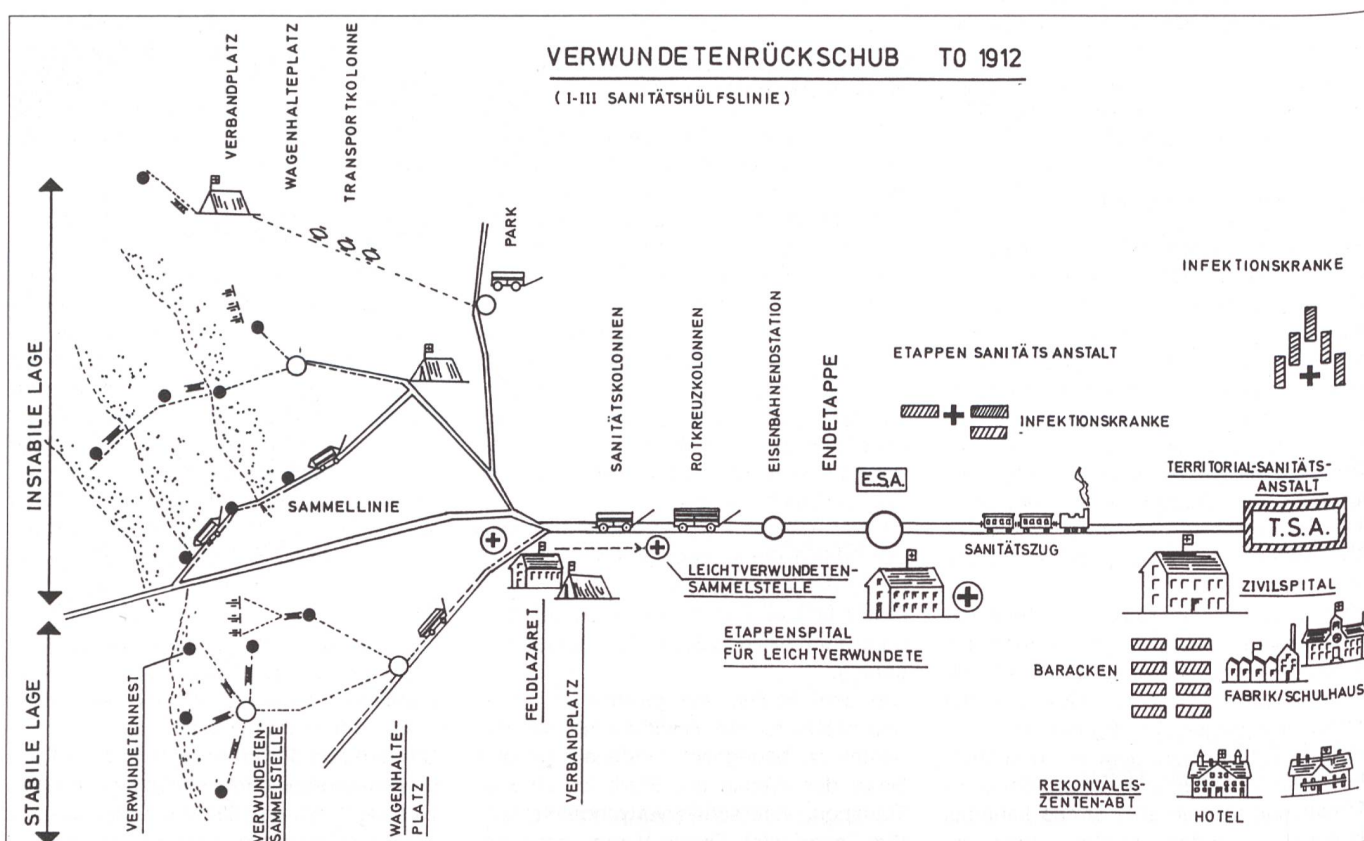 VERWUNDETENRÜCKSCHUB TO 1912
(I-III SANITÄTSHÜLFSLINIE)
VERBANDPLATZ
WAGENHALTEPLATZ
TRANSPORTKOLONNE
PARK
INFEKTIONSKRANKE
INSTABILE LAGE
SANITÄTSKOLONNEN
ROTKREUZKOLONNEN
EISENBAHNENDSTATION
ENDETAPPE
ETAPPEN SANITÄTS ANSTALT
INFEKTIONSKRANKE
E.S.A.
TERRITORIAL-SANITÄTS-
ANSTALT
T.S.A.
SAMMELLINIE
SANITÄTSZUG
LEICHTVERWUNDETEN-
SAMMELSTELLE
ZIVILSPITAL
ETAPPENSPITAL
FÜR LEICHTVERWUNDETE
BARACKEN
FABRIK/SCHULHAUS
STABILE LAGE
VERWUNDETENNEST
VERWUNDETEN-
SAMMELSTELLE
WAGENHALTE-
PLATZ
FELDLAZARET
VERBANDPLATZ
REKONVALES-
ZENTEN-ABT
HOTEL